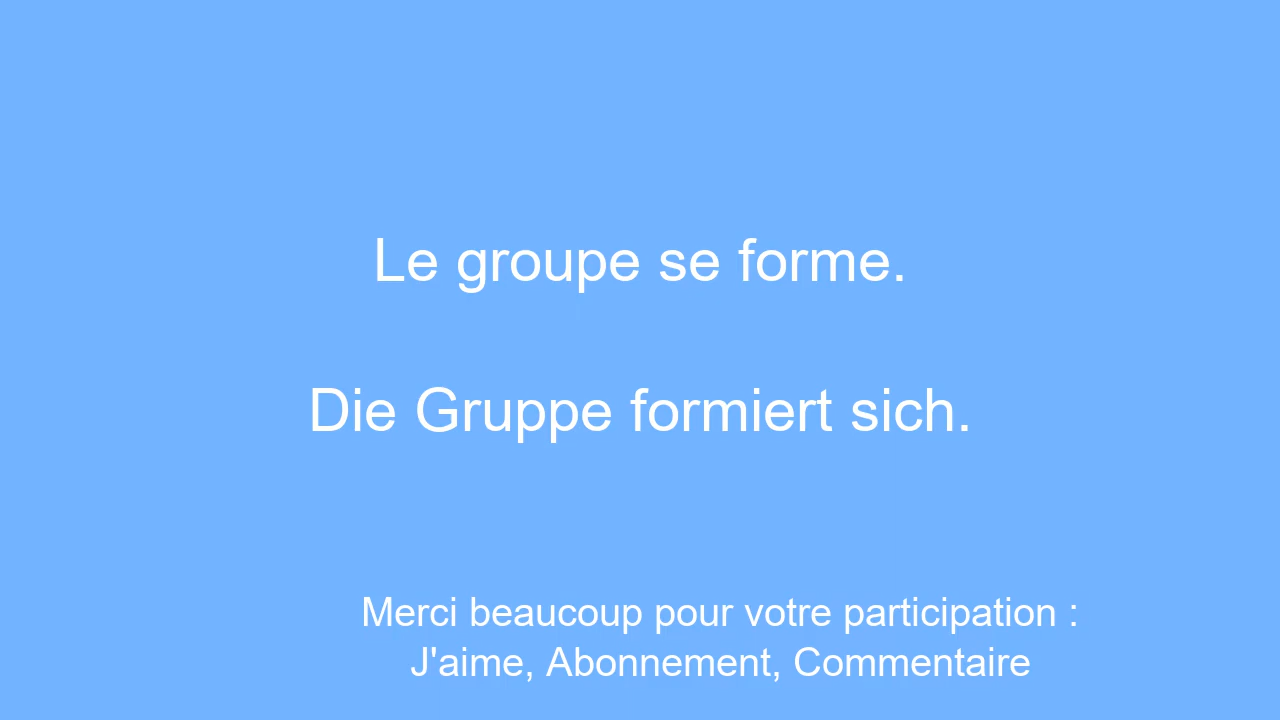 Le groupe se forme.
Die Gruppe formiert sich.
Merci beaucoup pour votre participation :
J'aime, Abonnement, Commentaire